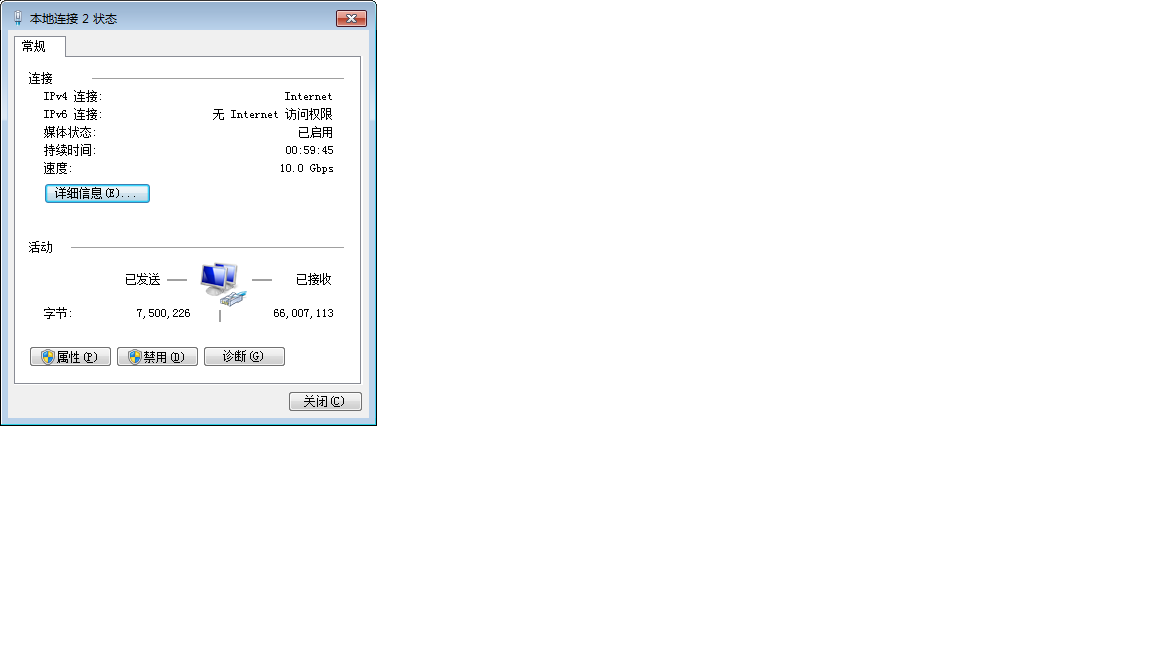 本地连接 2 状态
常规
连接
IPv4 连接: Internet
IPv6 连接: 无 Internet 访问权限
媒体状态: 已启用
持续时间: 00:59:45
速度: 10.0 Gbps
详细信息(E)...
活动
已发送 — — 已接收
字节: 7,500,226 | 66,007,113
属性(P) 禁用(D) 诊断(G)
关闭(C)